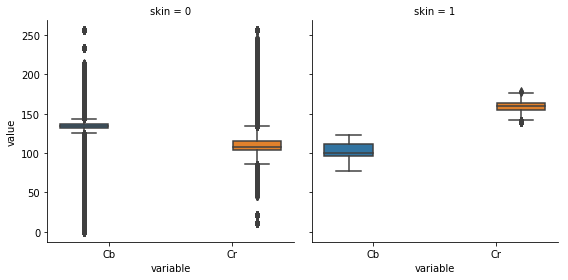 skin = 0
skin = 1
250
200
150
100
50
0
value
Cb
Cr
Cb
Cr
variable
variable